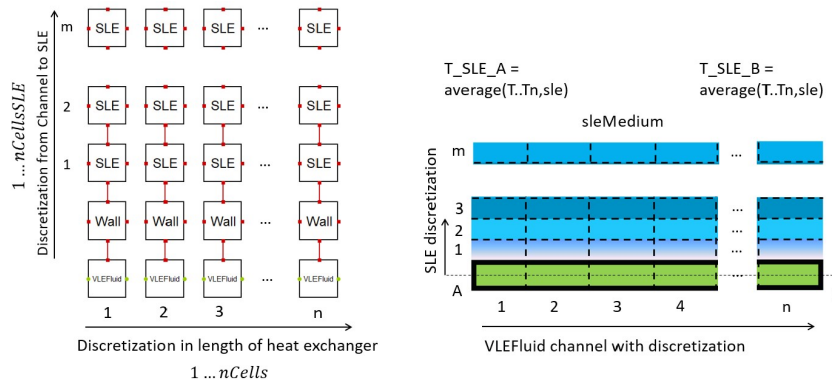 1 … nCellsSLE
Discretization from Channel to SLE
m
SLE SLE SLE ... SLE
2
SLE SLE SLE ... SLE
1
SLE SLE SLE ... SLE
Wall Wall Wall ... Wall
VLEFluid VLEFluid VLEFluid ... VLEFluid
1 2 3 n
Discretization in length of heat exchanger
1 … nCells
T_SLE_A =
average(T..Tn,sle)
T_SLE_B =
average(T..Tn,sle)
sleMedium
SLE discretization
m ...
3 ...
2 ...
1 ...
A ...
1 2 3 4 n
VLEFluid channel with discretization